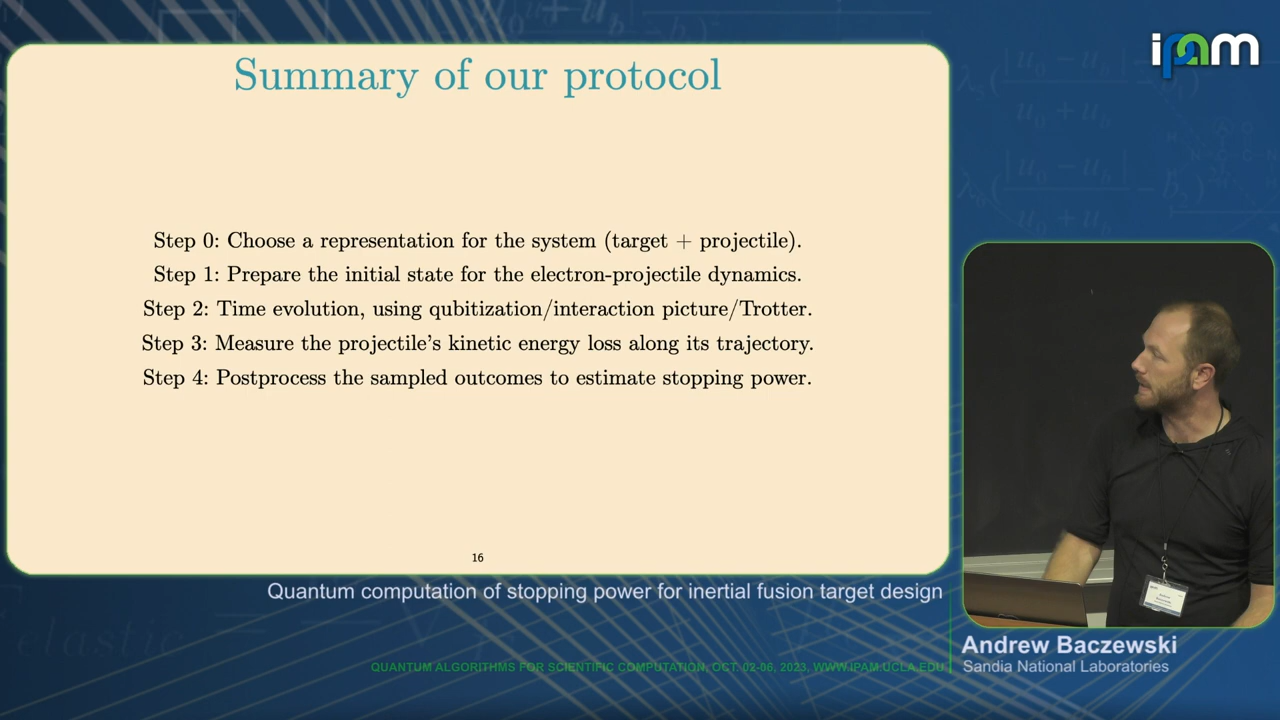 Summary of our protocol
Step 0: Choose a representation for the system (target + projectile).
Step 1: Prepare the initial state for the electron-projectile dynamics.
Step 2: Time evolution, using qubitization/interaction picture/Trotter.
Step 3: Measure the projectile's kinetic energy loss along its trajectory.
Step 4: Postprocess the sampled outcomes to estimate stopping power.
16
ipam
Quantum computation of stopping power for inertial fusion target design
Andrew Baczewski
Sandia National Laboratories
QUANTUM ALGORITHMS FOR SCIENTIFIC COMPUTATION, OCT. 02-06, 2023, WWW.IPAM.UCLA.EDU
elastic